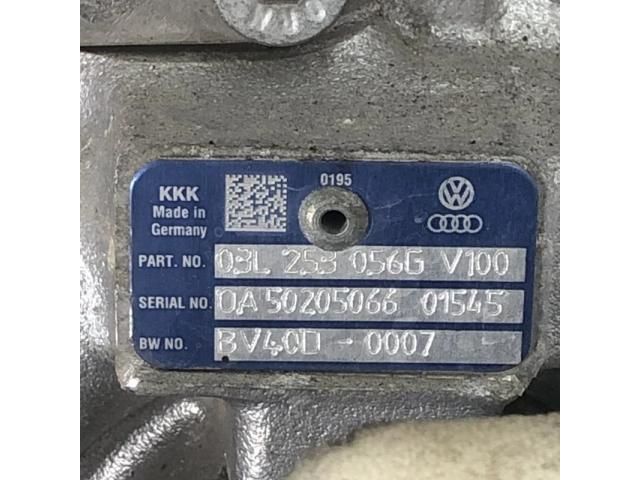 KKK
Made in
Germany
0195
PART. NO. 03L 253 056G V100
SERIAL NO. 0A 50205066 01545
BW NO. BV40D - 0007